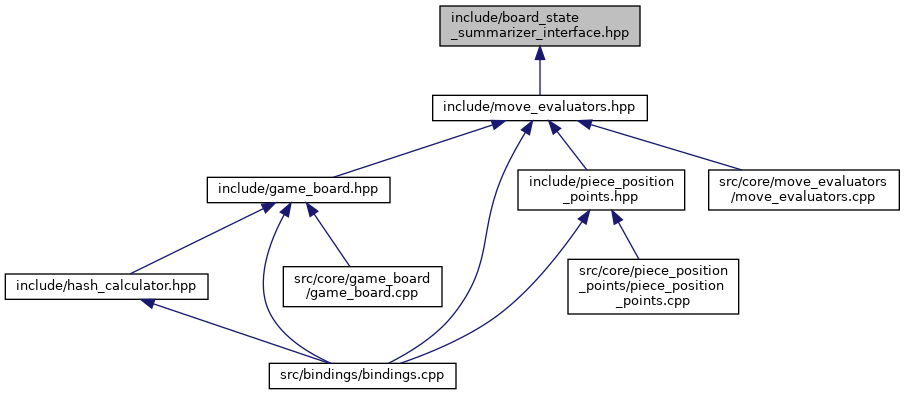 include/board_state
_summarizer_interface.hpp
include/move_evaluators.hpp
include/game_board.hpp
include/piece_position
_points.hpp
src/core/move_evaluators
/move_evaluators.cpp
include/hash_calculator.hpp
src/core/game_board
/game_board.cpp
src/core/piece_position
_points/piece_position
_points.cpp
src/bindings/bindings.cpp